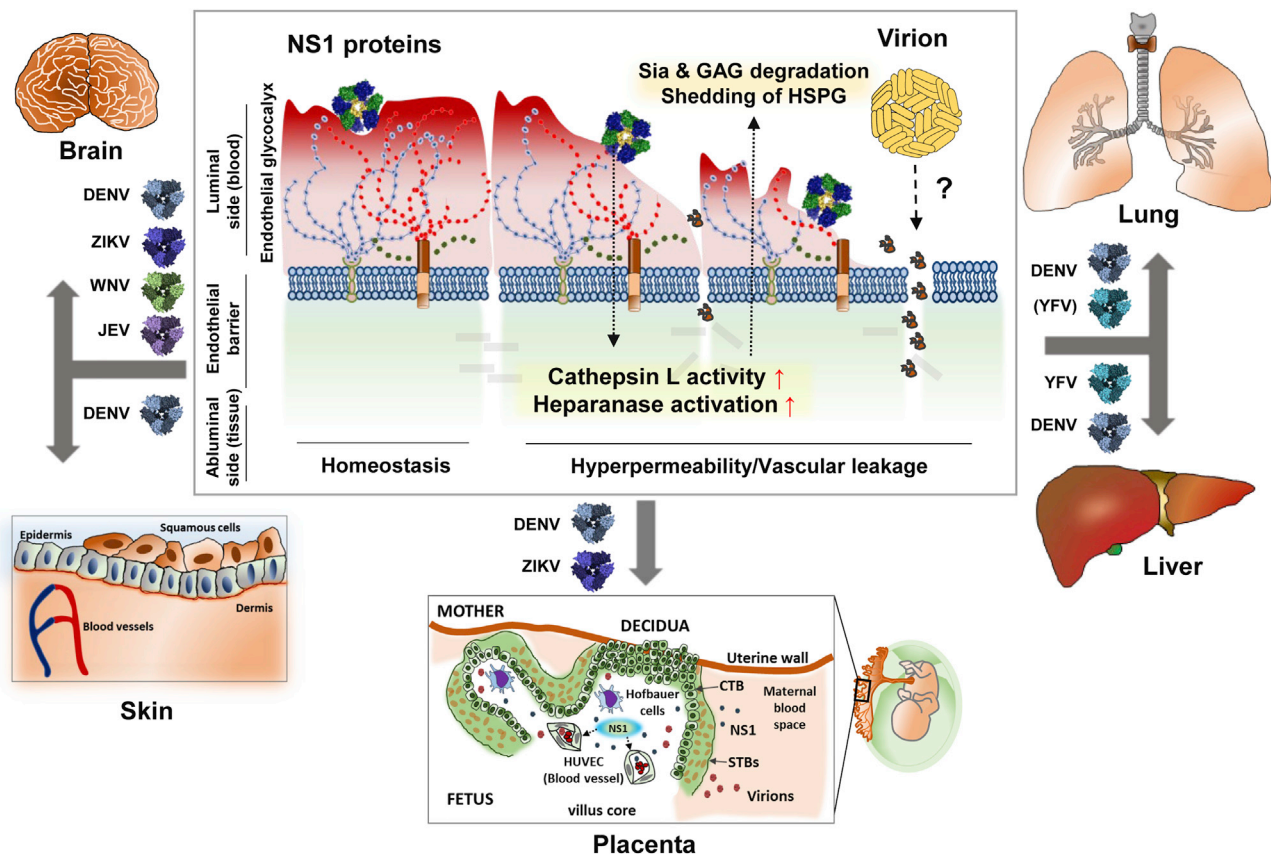 NS1 proteins
Virion
Sia & GAG degradation
Shedding of HSPG
?
Endothelial glycocalyx
Luminal
side (blood)
Endothelial
barrier
Abluminal
side (tissue)
Cathepsin L activity ↑
Heparanase activation ↑
Homeostasis
Hyperpermeability/Vascular leakage
Brain
DENV
ZIKV
WNV
JEV
DENV
Lung
DENV
(YFV)
YFV
DENV
Liver
Epidermis
Squamous cells
Dermis
Blood vessels
Skin
DENV
ZIKV
MOTHER
DECIDUA
Uterine wall
CTB
Maternal
blood
space
Hofbauer
cells
NS1
NS1
HUVEC
(Blood vessel)
STBs
FETUS
villus core
Virions
Placenta